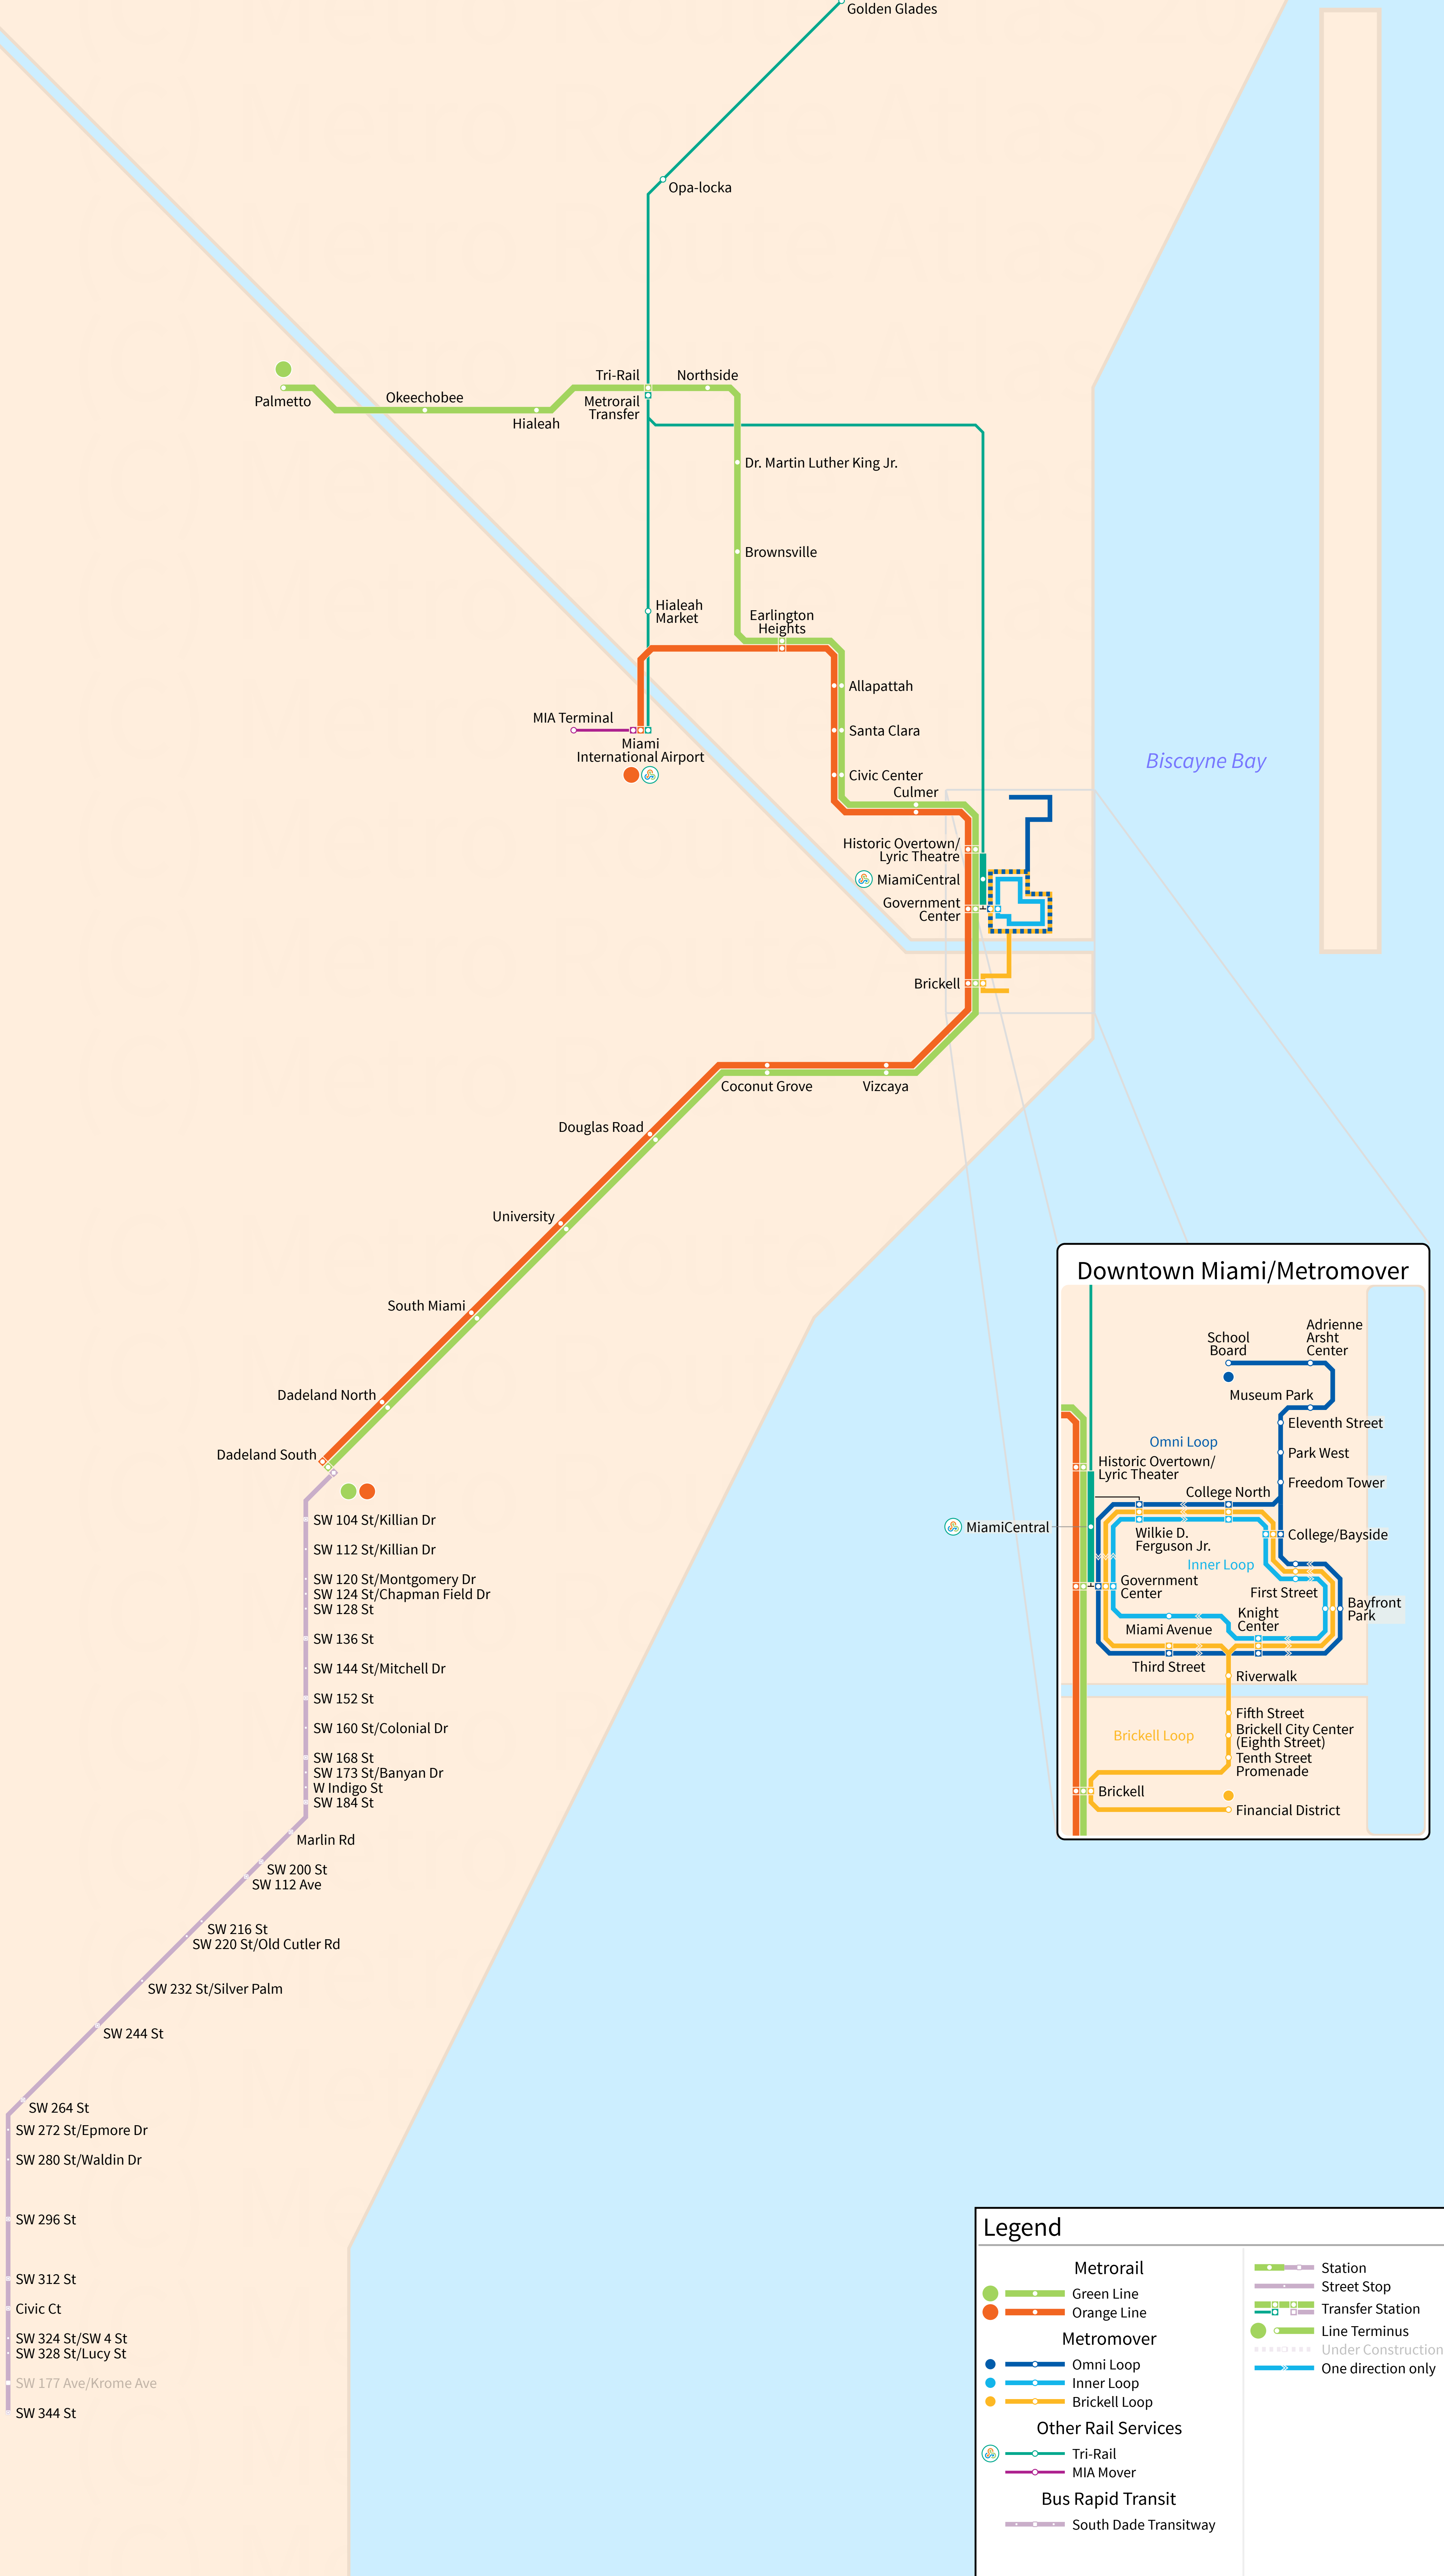 Golden Glades
Opa-locka
Tri-Rail
Northside
Palmetto
Okeechobee
Metrorail
Transfer
Hialeah
Dr. Martin Luther King Jr.
Brownsville
Hialeah
Market
Earlington
Heights
Allapattah
MIA Terminal
Santa Clara
Miami
International Airport
Civic Center
Culmer
Biscayne Bay
Historic Overtown/
Lyric Theatre
MiamiCentral
Government
Center
Brickell
Coconut Grove
Vizcaya
Douglas Road
University
South Miami
Dadeland North
Dadeland South
SW 104 St/Killian Dr
SW 112 St/Killian Dr
SW 120 St/Montgomery Dr
SW 124 St/Chapman Field Dr
SW 128 St
SW 136 St
SW 144 St/Mitchell Dr
SW 152 St
SW 160 St/Colonial Dr
SW 168 St
SW 173 St/Banyan Dr
W Indigo St
SW 184 St
Marlin Rd
SW 200 St
SW 112 Ave
SW 216 St
SW 220 St/Old Cutler Rd
SW 232 St/Silver Palm
SW 244 St
SW 264 St
SW 272 St/Epmore Dr
SW 280 St/Waldin Dr
SW 296 St
SW 312 St
Civic Ct
SW 324 St/SW 4 St
SW 328 St/Lucy St
SW 177 Ave/Krome Ave
SW 344 St
Downtown Miami/Metromover
School
Board
Adrienne
Arsht
Center
Museum Park
Eleventh Street
Omni Loop
Park West
Historic Overtown/
Lyric Theater
Freedom Tower
College North
MiamiCentral
Wilkie D.
Ferguson Jr.
College/Bayside
Inner Loop
Government
Center
First Street
Bayfront
Park
Knight
Center
Miami Avenue
Third Street
Riverwalk
Fifth Street
Brickell Loop
Brickell City Center
(Eighth Street)
Tenth Street
Promenade
Brickell
Financial District
Legend
Metrorail
Green Line
Orange Line
Metromover
Omni Loop
Inner Loop
Brickell Loop
Other Rail Services
Tri-Rail
MIA Mover
Bus Rapid Transit
South Dade Transitway
Station
Street Stop
Transfer Station
Line Terminus
Under Construction
One direction only